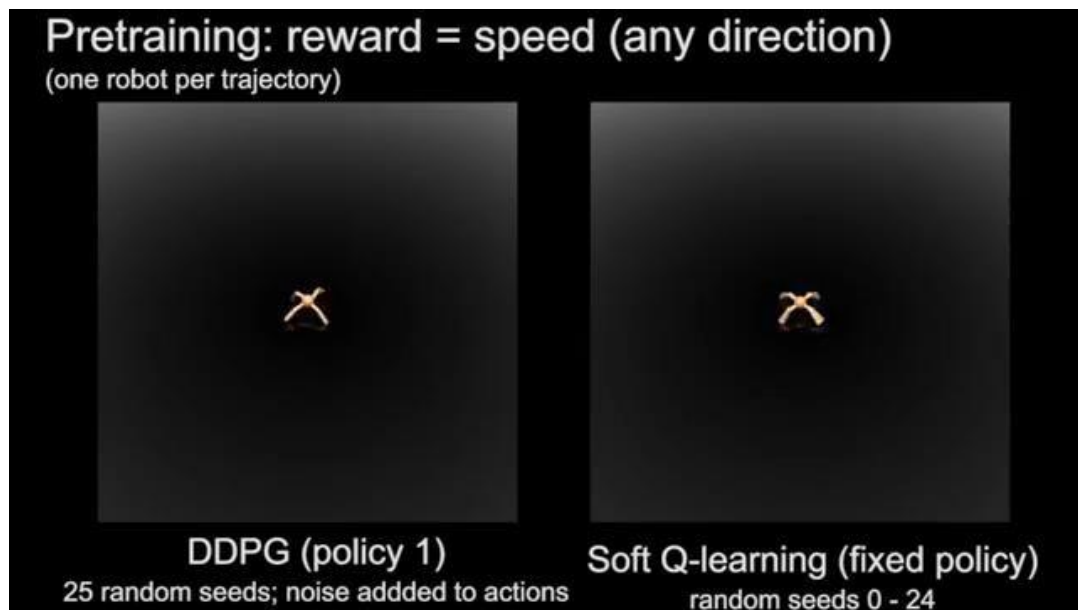 Pretraining: reward = speed (any direction)
(one robot per trajectory)
DDPG (policy 1)
25 random seeds; noise addded to actions
Soft Q-learning (fixed policy)
random seeds 0 - 24